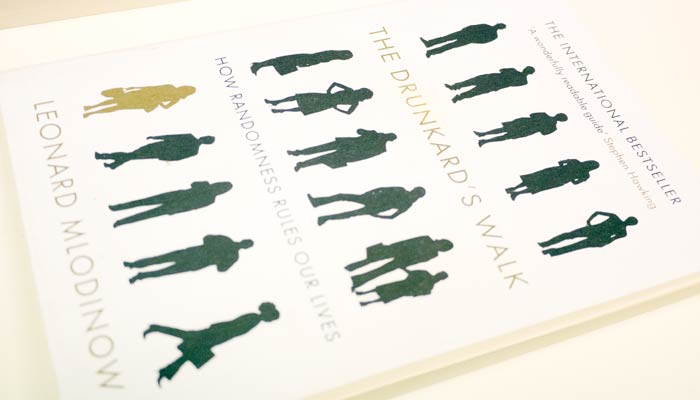 THE INTERNATIONAL BESTSELLER
'A wonderfully readable guide' Stephen Hawking
THE DRUNKARD'S WALK
HOW RANDOMNESS RULES OUR LIVES
LEONARD MLODINOW